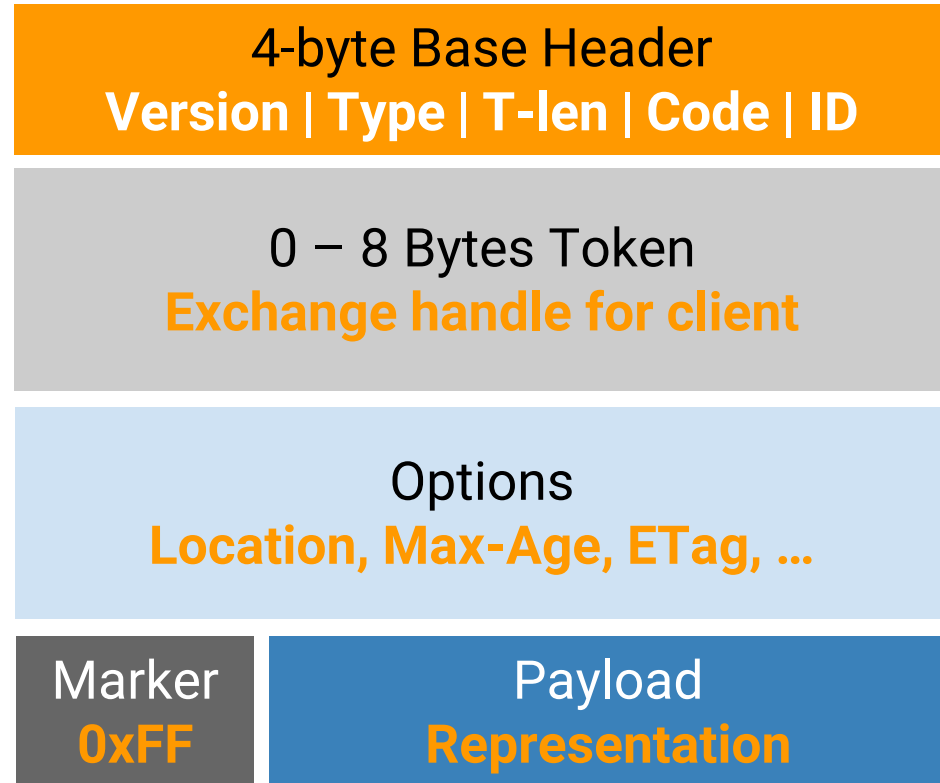 4-byte Base Header
Version | Type | T-len | Code | ID
0 – 8 Bytes Token
Exchange handle for client
Options
Location, Max-Age, ETag, …
Marker
0xFF
Payload
Representation